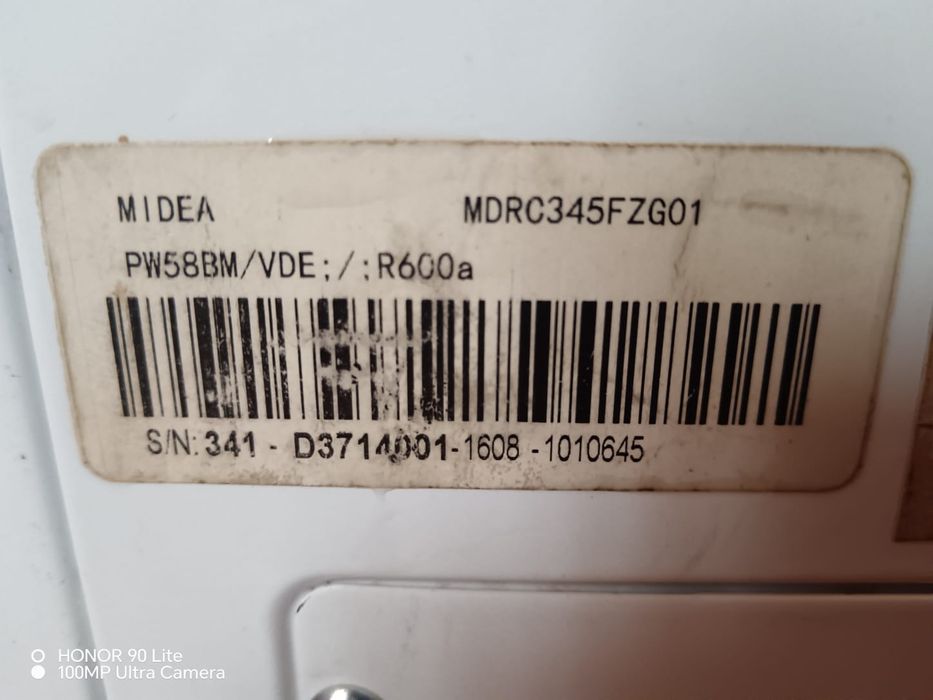 MIDEA MDRC345FZG01
PW58BM/VDE;/;R600a
S/N: 341 - D3714001-1608 -1010645
HONOR 90 Lite
100MP Ultra Camera